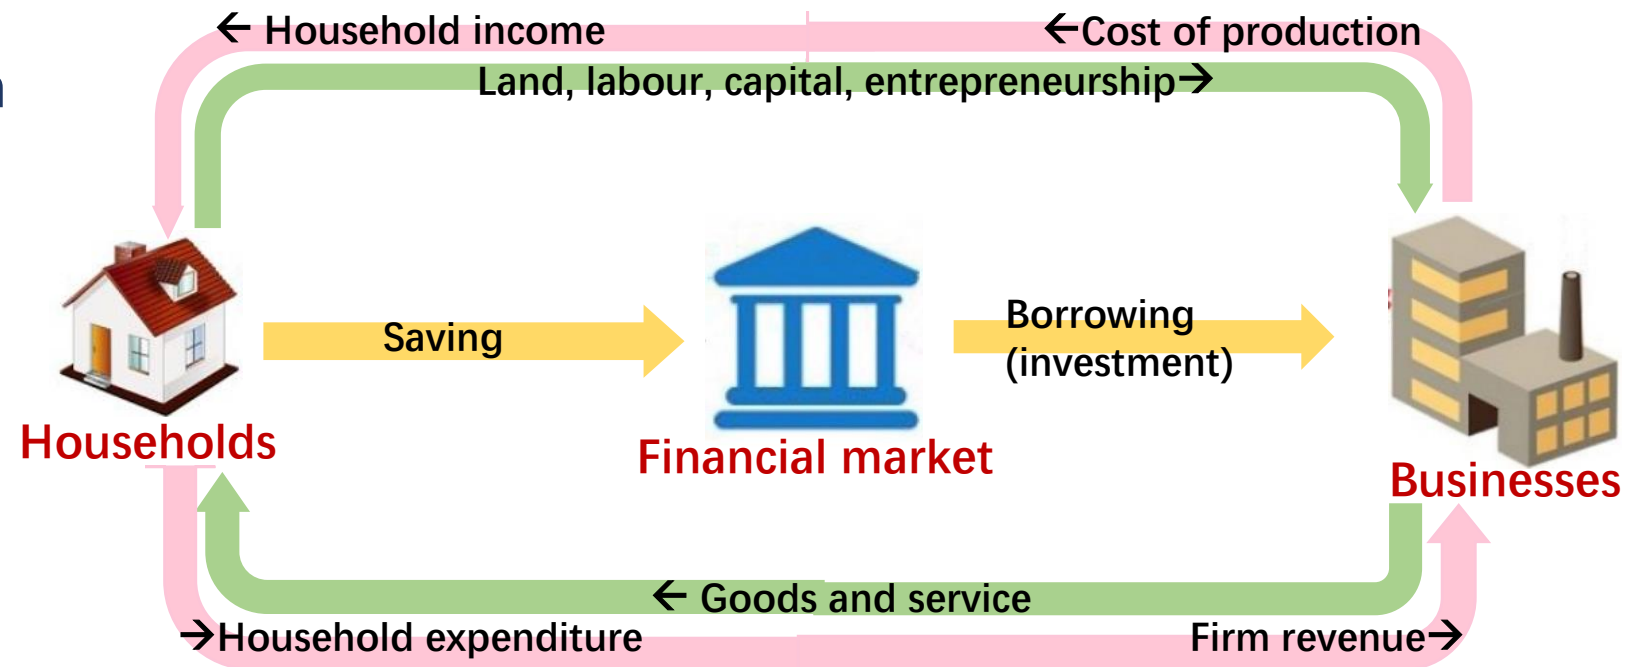 ← Household income
←Cost of production
Land, labour, capital, entrepreneurship→
Saving
Borrowing
(investment)
Households
Financial market
Businesses
← Goods and service
→Household expenditure
Firm revenue→